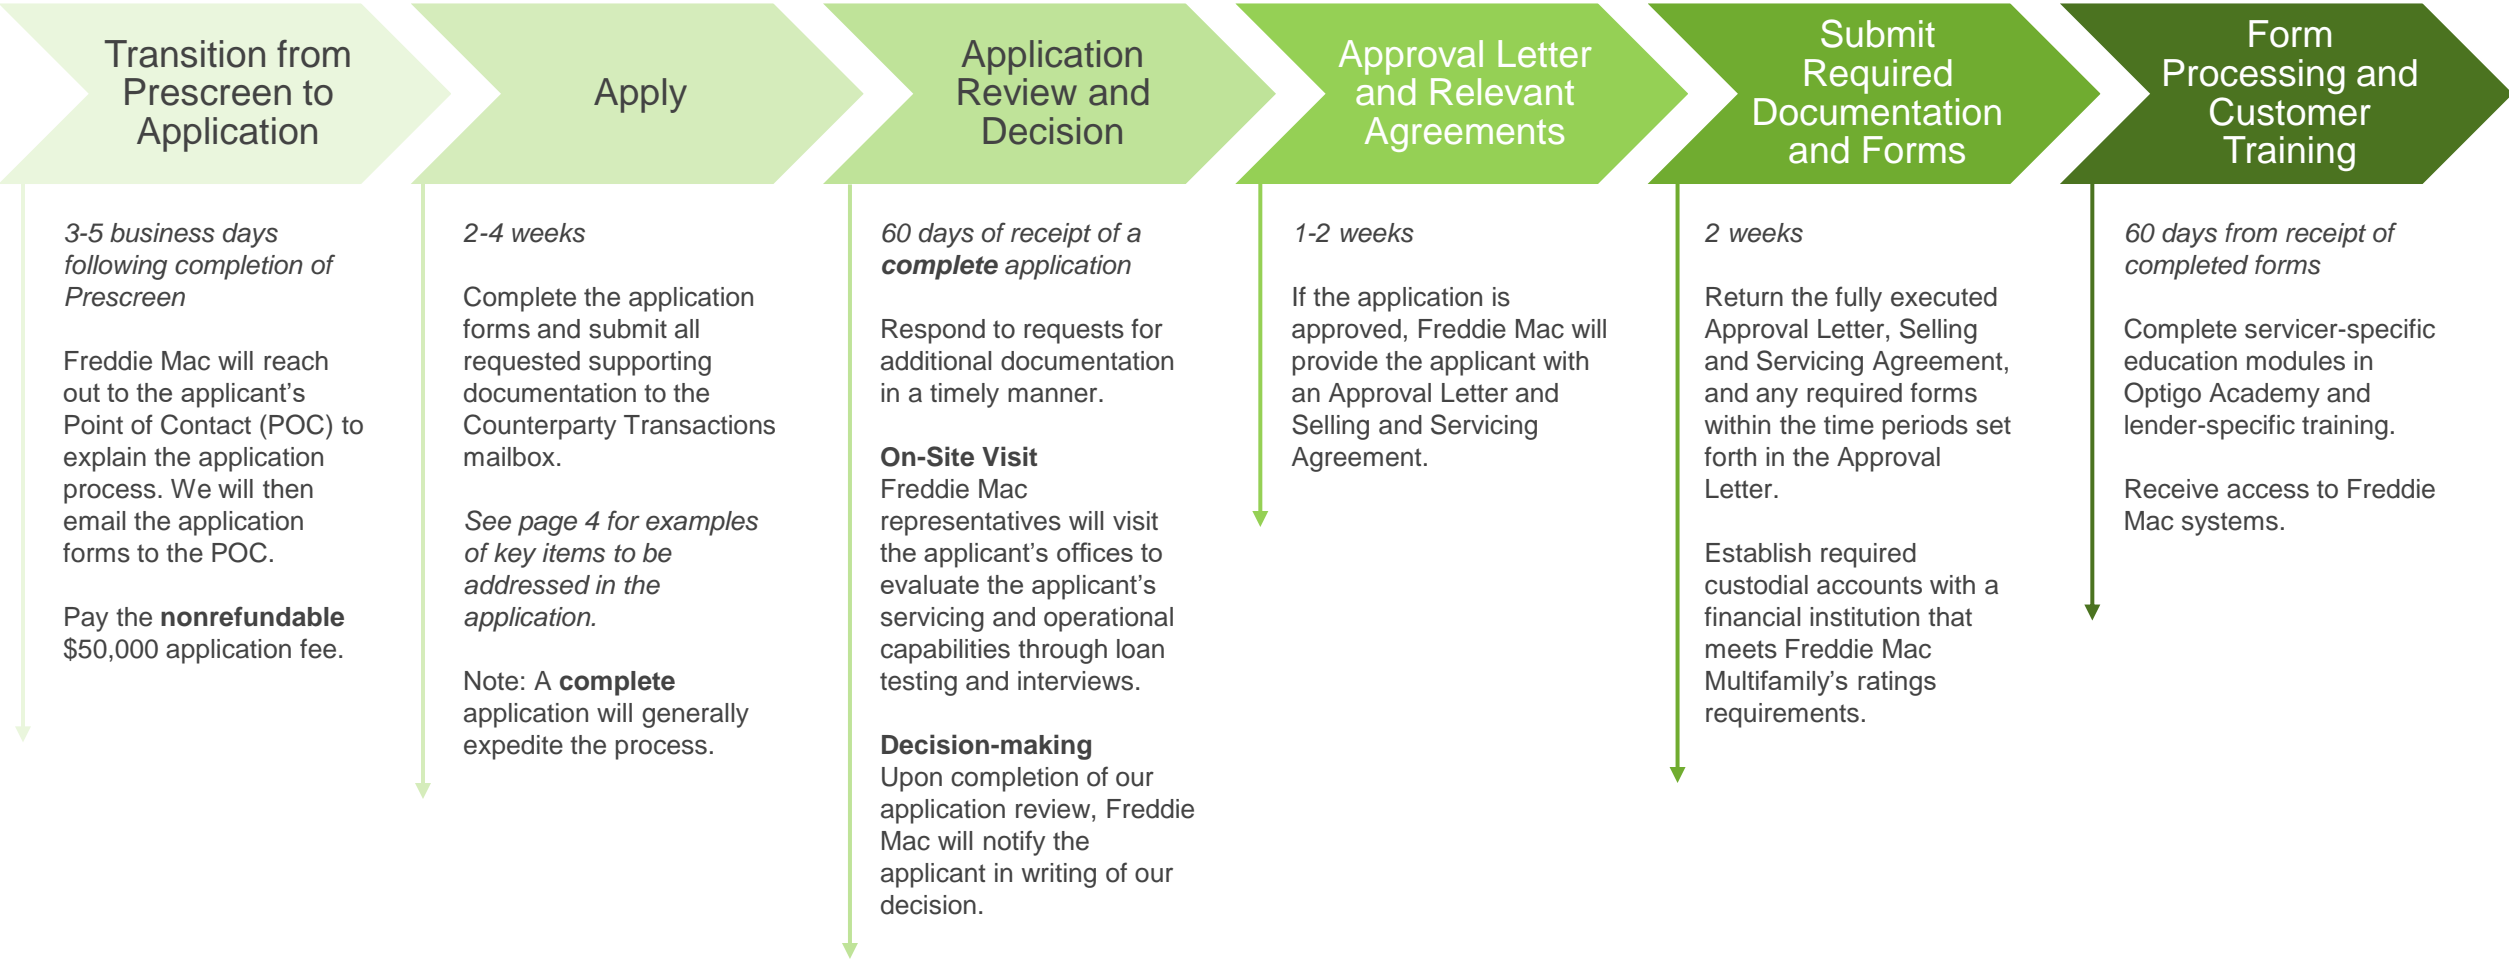 Transition from
Prescreen to
Application
3-5 business days
following completion of
Prescreen
Freddie Mac will reach
out to the applicant’s
Point of Contact (POC) to
explain the application
process. We will then
email the application
forms to the POC.
Pay the nonrefundable
$50,000 application fee.
Apply
2-4 weeks
Complete the application
forms and submit all
requested supporting
documentation to the
Counterparty Transactions
mailbox.
See page 4 for examples
of key items to be
addressed in the
application.
Note: A complete
application will generally
expedite the process.
Application
Review and
Decision
60 days of receipt of a
complete application
Respond to requests for
additional documentation
in a timely manner.
On-Site Visit
Freddie Mac
representatives will visit
the applicant’s offices to
evaluate the applicant’s
servicing and operational
capabilities through loan
testing and interviews.
Decision-making
Upon completion of our
application review, Freddie
Mac will notify the
applicant in writing of our
decision.
Approval Letter
and Relevant
Agreements
1-2 weeks
If the application is
approved, Freddie Mac will
provide the applicant with
an Approval Letter and
Selling and Servicing
Agreement.
Submit
Required
Documentation
and Forms
2 weeks
Return the fully executed
Approval Letter, Selling
and Servicing Agreement,
and any required forms
within the time periods set
forth in the Approval
Letter.
Establish required
custodial accounts with a
financial institution that
meets Freddie Mac
Multifamily’s ratings
requirements.
Form
Processing and
Customer
Training
60 days from receipt of
completed forms
Complete servicer-specific
education modules in
Optigo Academy and
lender-specific training.
Receive access to Freddie
Mac systems.